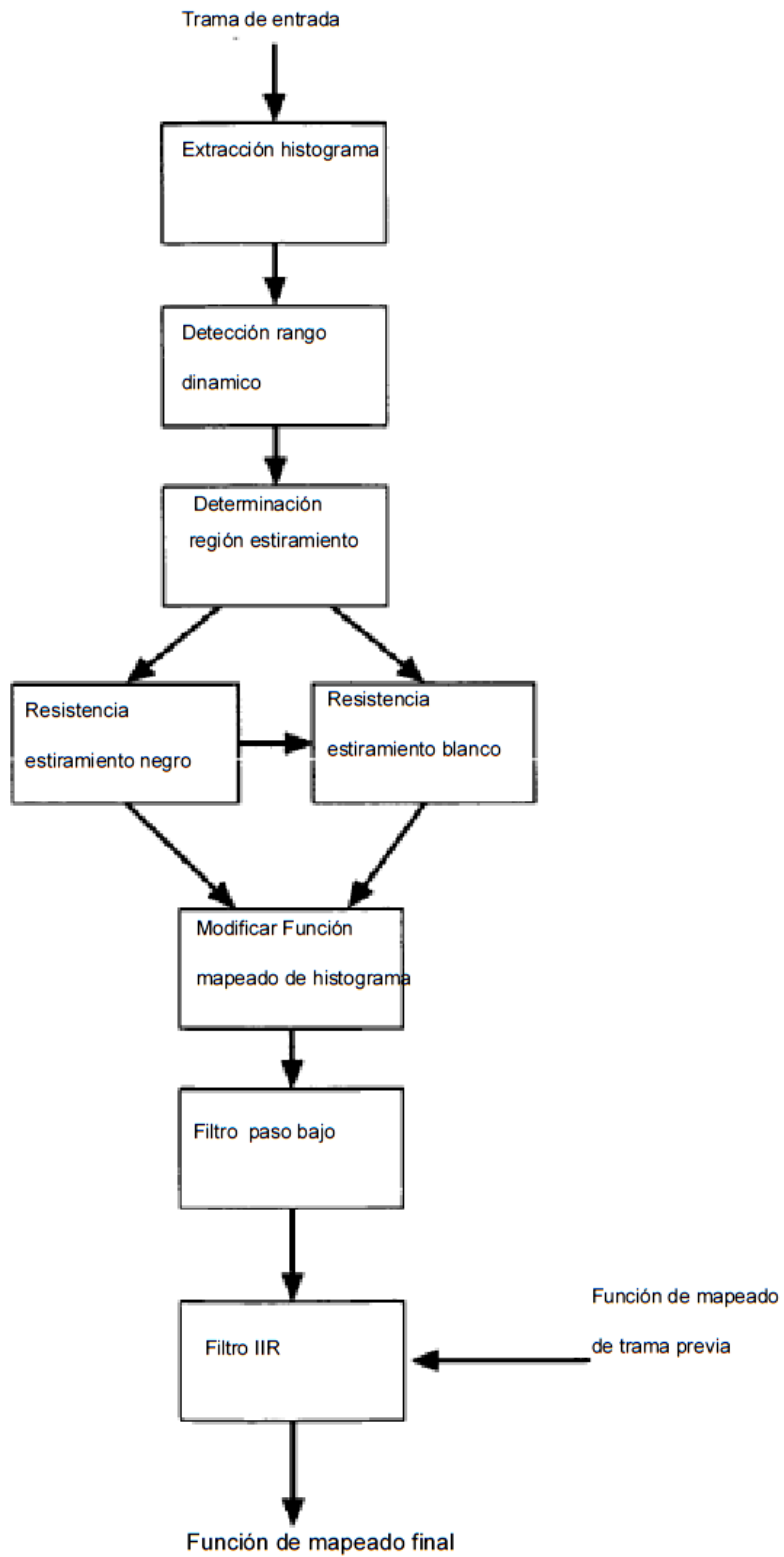 Trama de entrada
Extracción histograma
Detección rango
dinamico
Determinación
región estiramiento
Resistencia
estiramiento negro
Resistencia
estiramiento blanco
Modificar Función
mapeado de histograma
Filtro paso bajo
Filtro IIR
Función de mapeado
de trama previa
Función de mapeado final